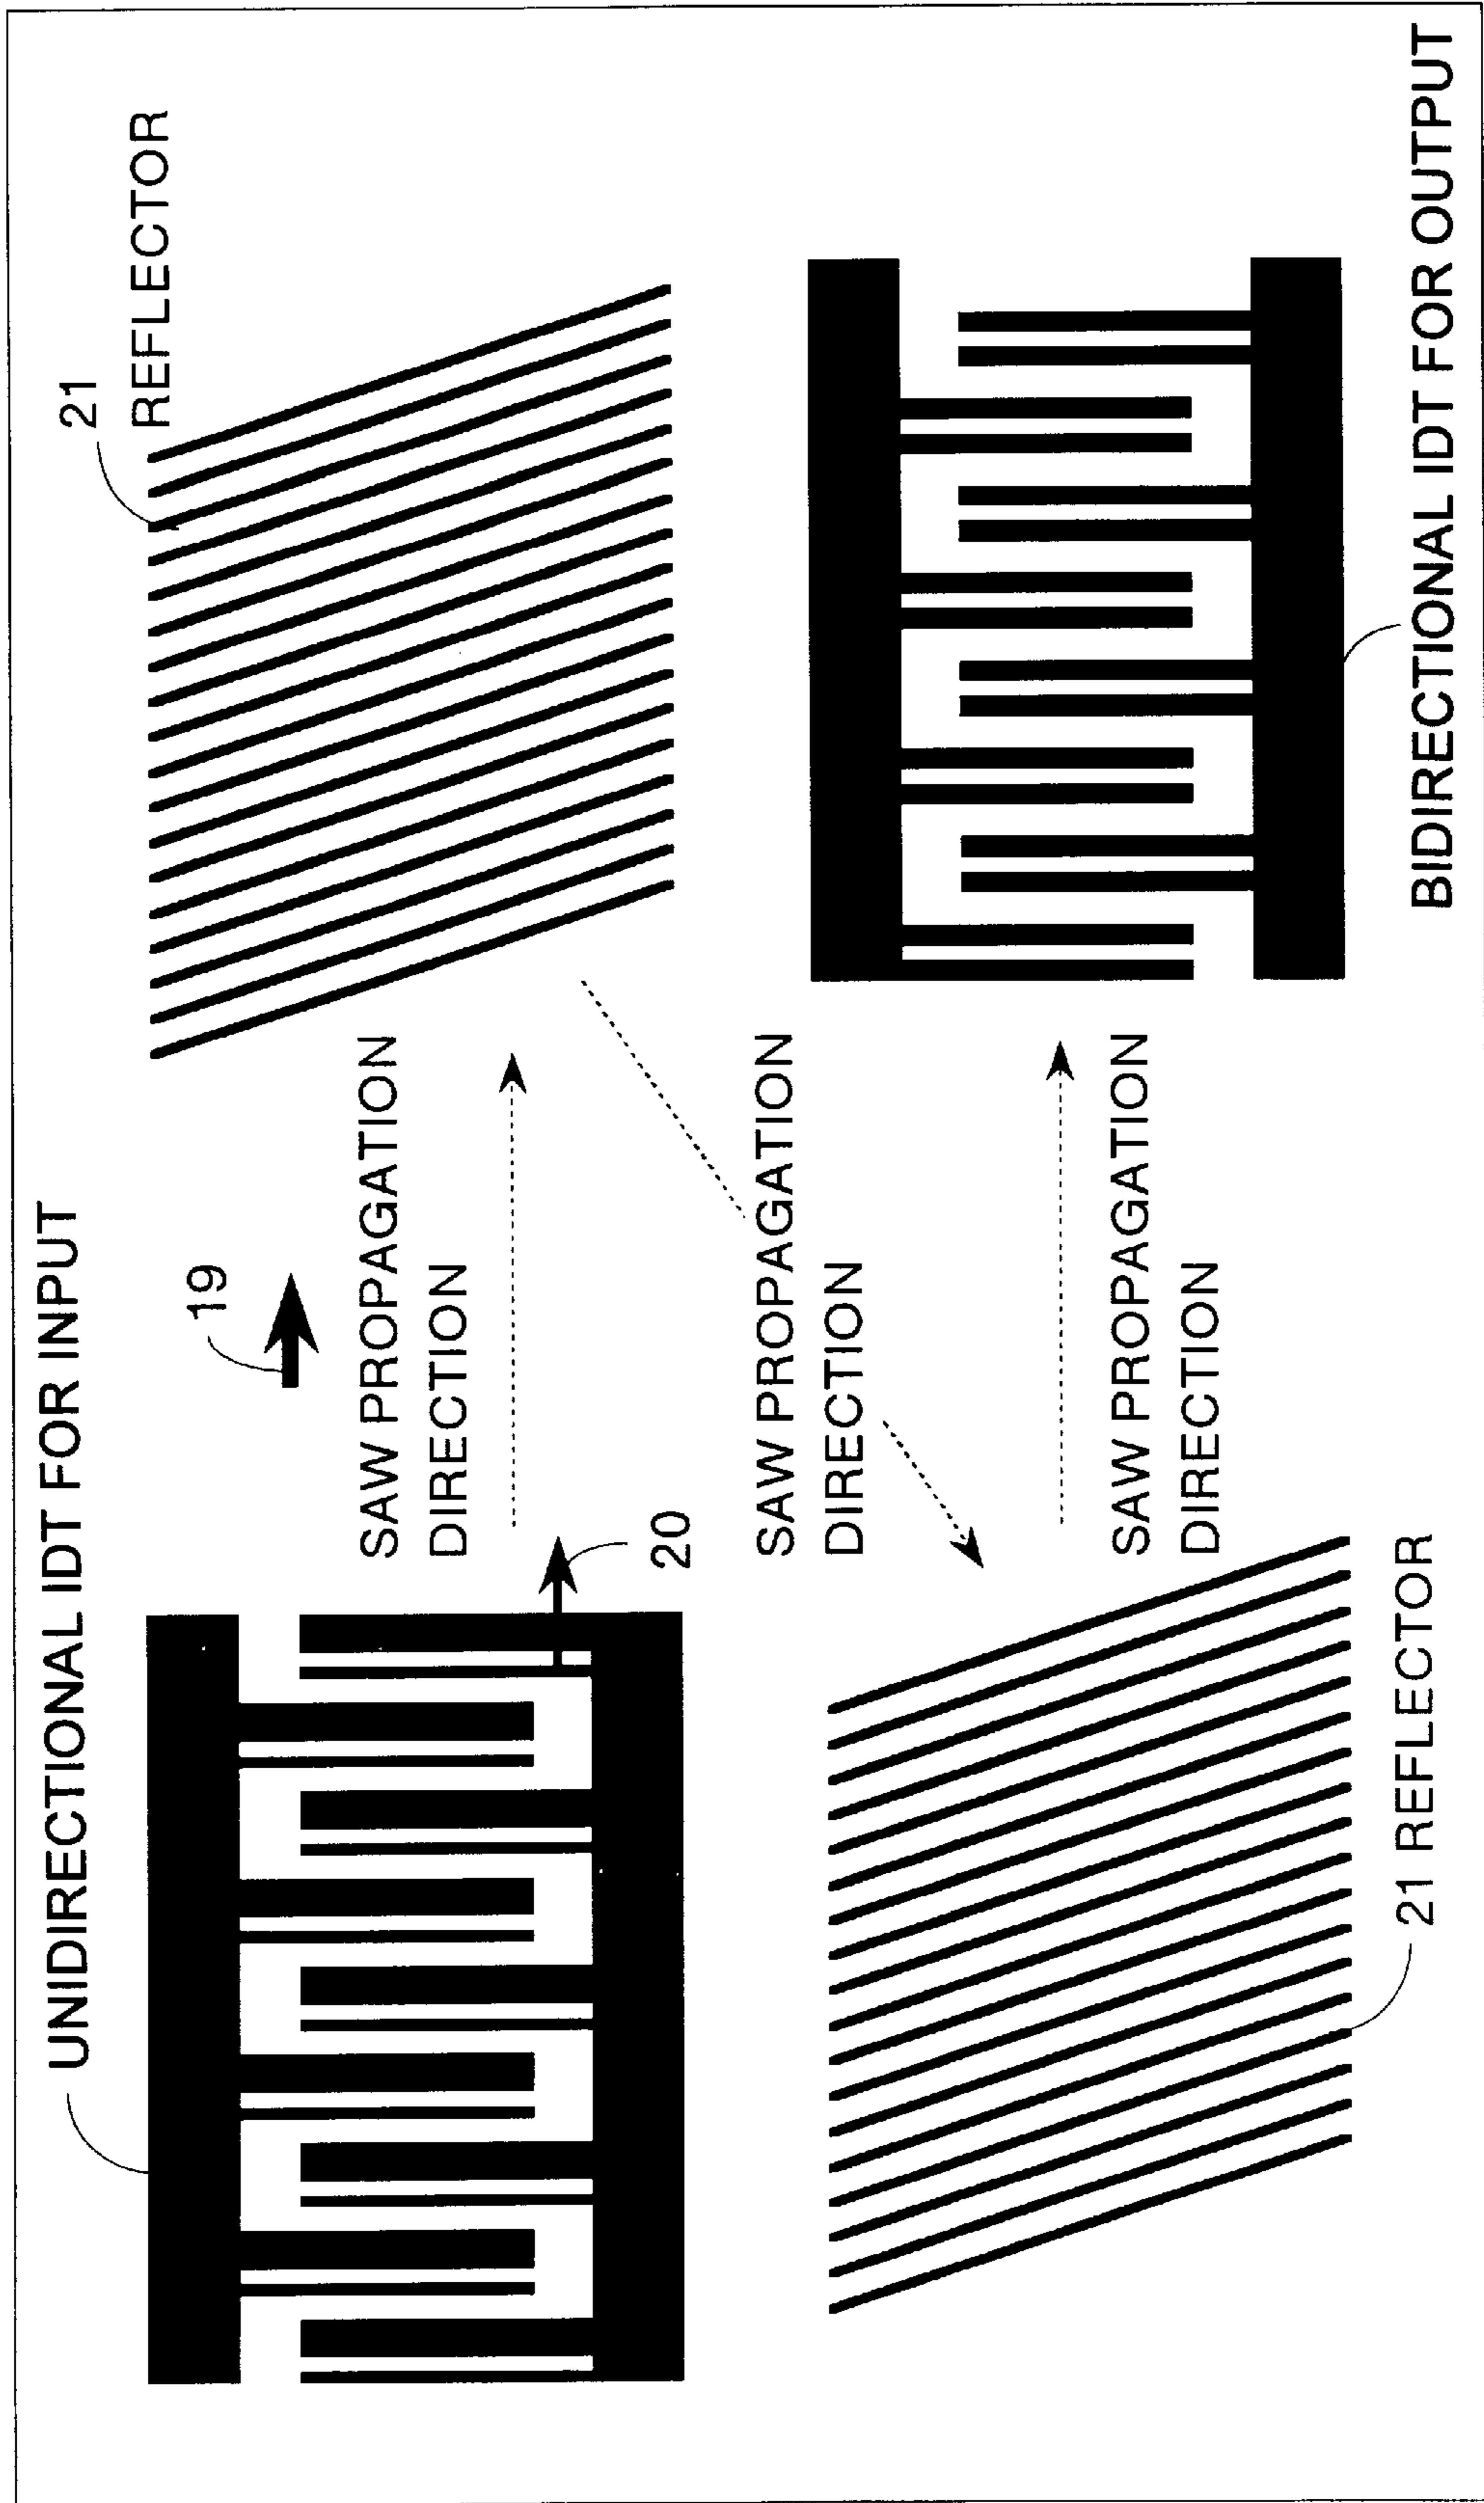 UNIDIRECTIONAL IDT FOR INPUT
19
21
REFLECTOR
SAW PROPAGATION
DIRECTION
20
SAW PROPAGATION
DIRECTION
SAW PROPAGATION
DIRECTION
21 REFLECTOR
BIDIRECTIONAL IDT FOR OUTPUT